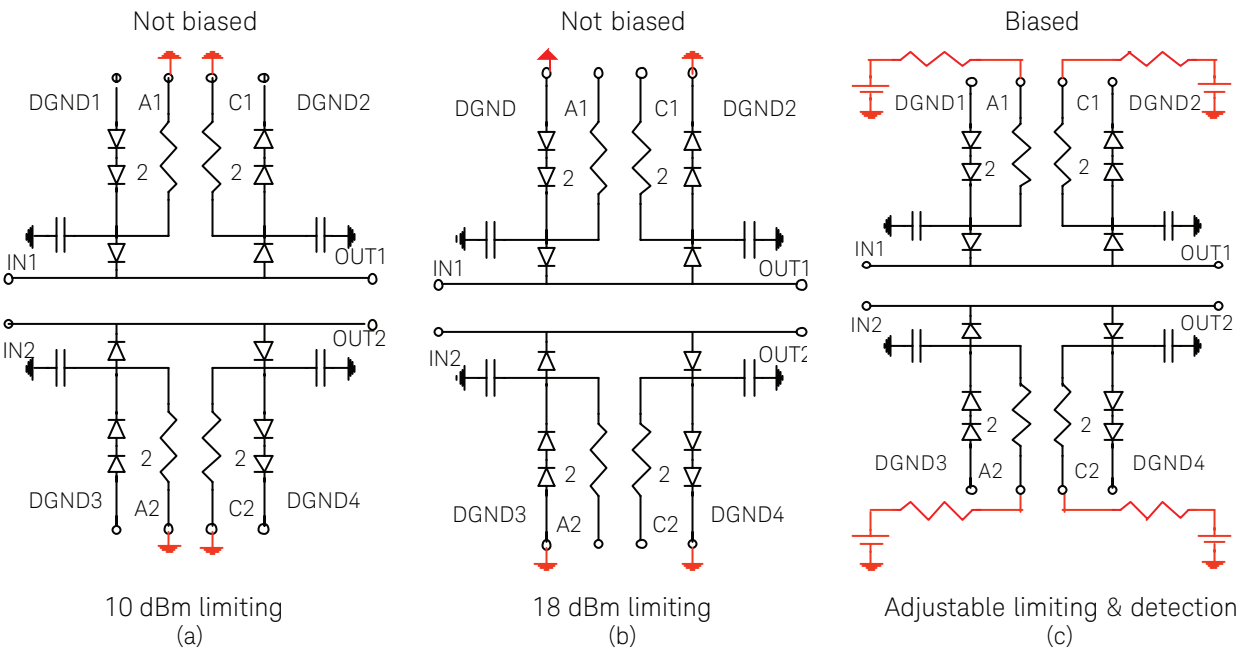 Not biased
DGND1 A1 C1 DGND2
2 2
IN1 OUT1
IN2 OUT2
2 2
DGND3 A2 C2 DGND4
10 dBm limiting
(a)
Not biased
DGND A1 C1 DGND2
2 2
IN1 OUT1
IN2 OUT2
2 2
DGND3 A2 C2 DGND4
18 dBm limiting
(b)
Biased
DGND1 A1 C1 DGND2
2 2
IN1 OUT1
IN2 OUT2
2 2
DGND3 A2 C2 DGND4
Adjustable limiting & detection
(c)